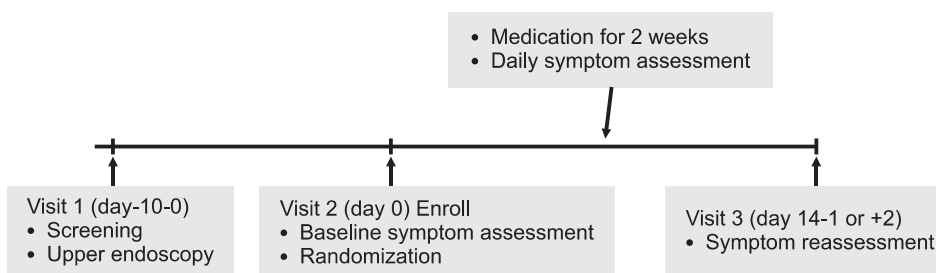 • Medication for 2 weeks
• Daily symptom assessment
Visit 1 (day-10-0)
• Screening
• Upper endoscopy
Visit 2 (day 0) Enroll
• Baseline symptom assessment
• Randomization
Visit 3 (day 14-1 or +2)
• Symptom reassessment